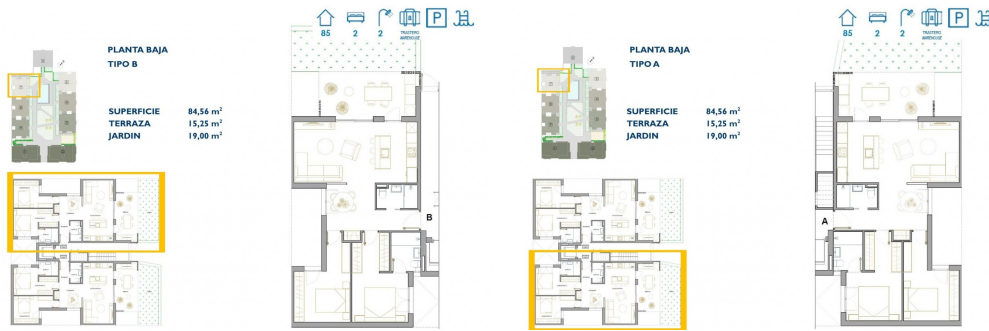 PLANTA BAJA
TIPO B
SUPERFICIE 84,56 m²
TERRAZA 15,25 m²
JARDIN 19,00 m²
85 2 2 TRASTERO P
WAREHOUSE
B
PLANTA BAJA
TIPO A
SUPERFICIE 84,56 m²
TERRAZA 15,25 m²
JARDIN 19,00 m²
85 2 2 TRASTERO P
WAREHOUSE
A